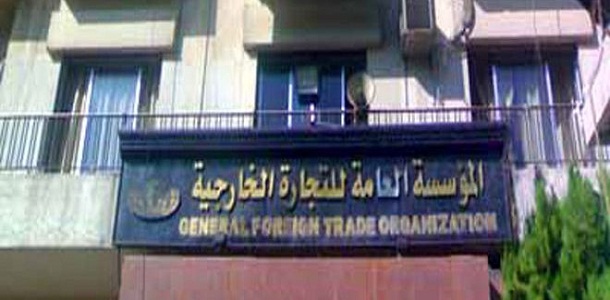 المؤسسة العامة للتجارة الخارجية
GENERAL FOREIGN TRADE ORGANIZATION